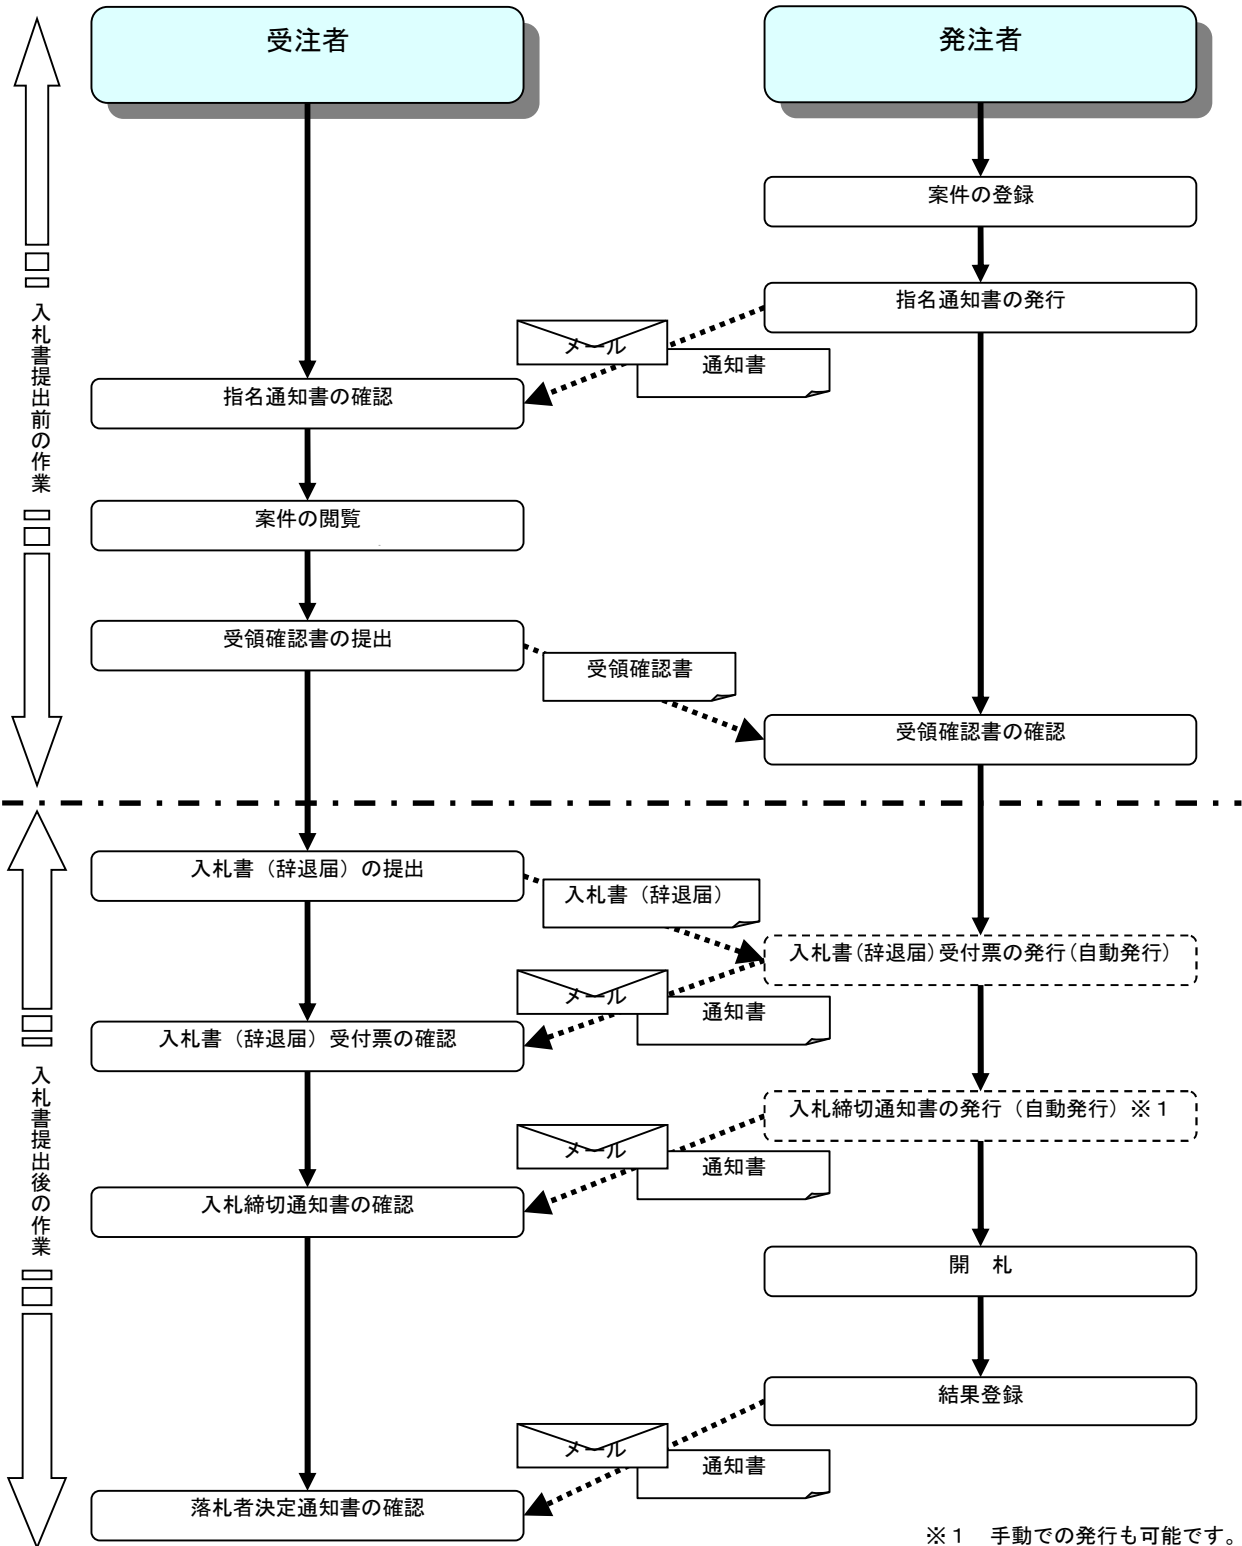 受注者
発注者
案件の登録
指名通知書の発行
メール
通知書
指名通知書の確認
入札書提出前の作業
案件の閲覧
受領確認書の提出
受領確認書
受領確認書の確認
入札書（辞退届）の提出
入札書（辞退届）
入札書(辞退届)受付票の発行(自動発行)
メール
通知書
入札書（辞退届）受付票の確認
入札書提出後の作業
入札締切通知書の発行（自動発行）※１
メール
通知書
入札締切通知書の確認
開　札
結果登録
メール
通知書
落札者決定通知書の確認
※１　手動での発行も可能です。